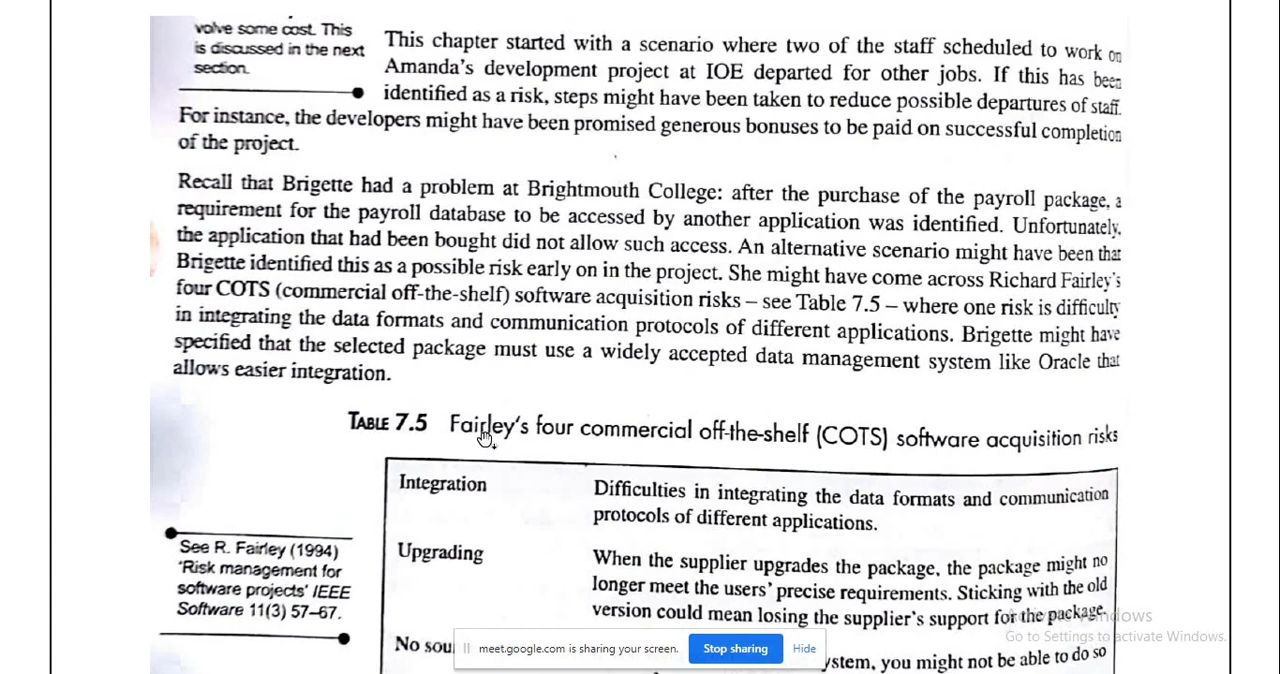 volve some cost. This
is discussed in the next
section.
This chapter started with a scenario where two of the staff scheduled to work on
Amanda's development project at IOE departed for other jobs. If this has been
identified as a risk, steps might have been taken to reduce possible departures of staff.
For instance, the developers might have been promised generous bonuses to be paid on successful completion
of the project.
Recall that Brigette had a problem at Brightmouth College: after the purchase of the payroll package, a
requirement for the payroll database to be accessed by another application was identified. Unfortunately,
the application that had been bought did not allow such access. An alternative scenario might have been that
Brigette identified this as a possible risk early on in the project. She might have come across Richard Fairley's
four COTS (commercial off-the-shelf) software acquisition risks – see Table 7.5 – where one risk is difficulty
in integrating the data formats and communication protocols of different applications. Brigette might have
specified that the selected package must use a widely accepted data management system like Oracle that
allows easier integration.
TABLE 7.5 Fairley's four commercial off-the-shelf (COTS) software acquisition risks
Integration Difficulties in integrating the data formats and communication
protocols of different applications.
See R. Fairley (1994)
'Risk management for
software projects' IEEE
Software 11(3) 57–67.
Upgrading When the supplier upgrades the package, the package might no
longer meet the users' precise requirements. Sticking with the old
version could mean losing the supplier's support for the package.
Activate Windows
Go to Settings to activate Windows.
No sou
meet.google.com is sharing your screen. Stop sharing Hide
ystem, you might not be able to do so